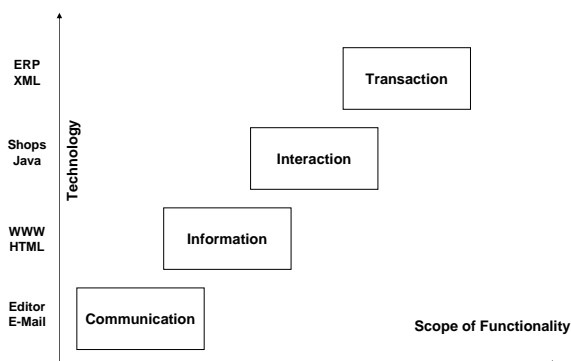 ERP
XML
Transaction
Technology
Shops
Java
Interaction
WWW
HTML
Information
Editor
E-Mail
Communication
Scope of Functionality